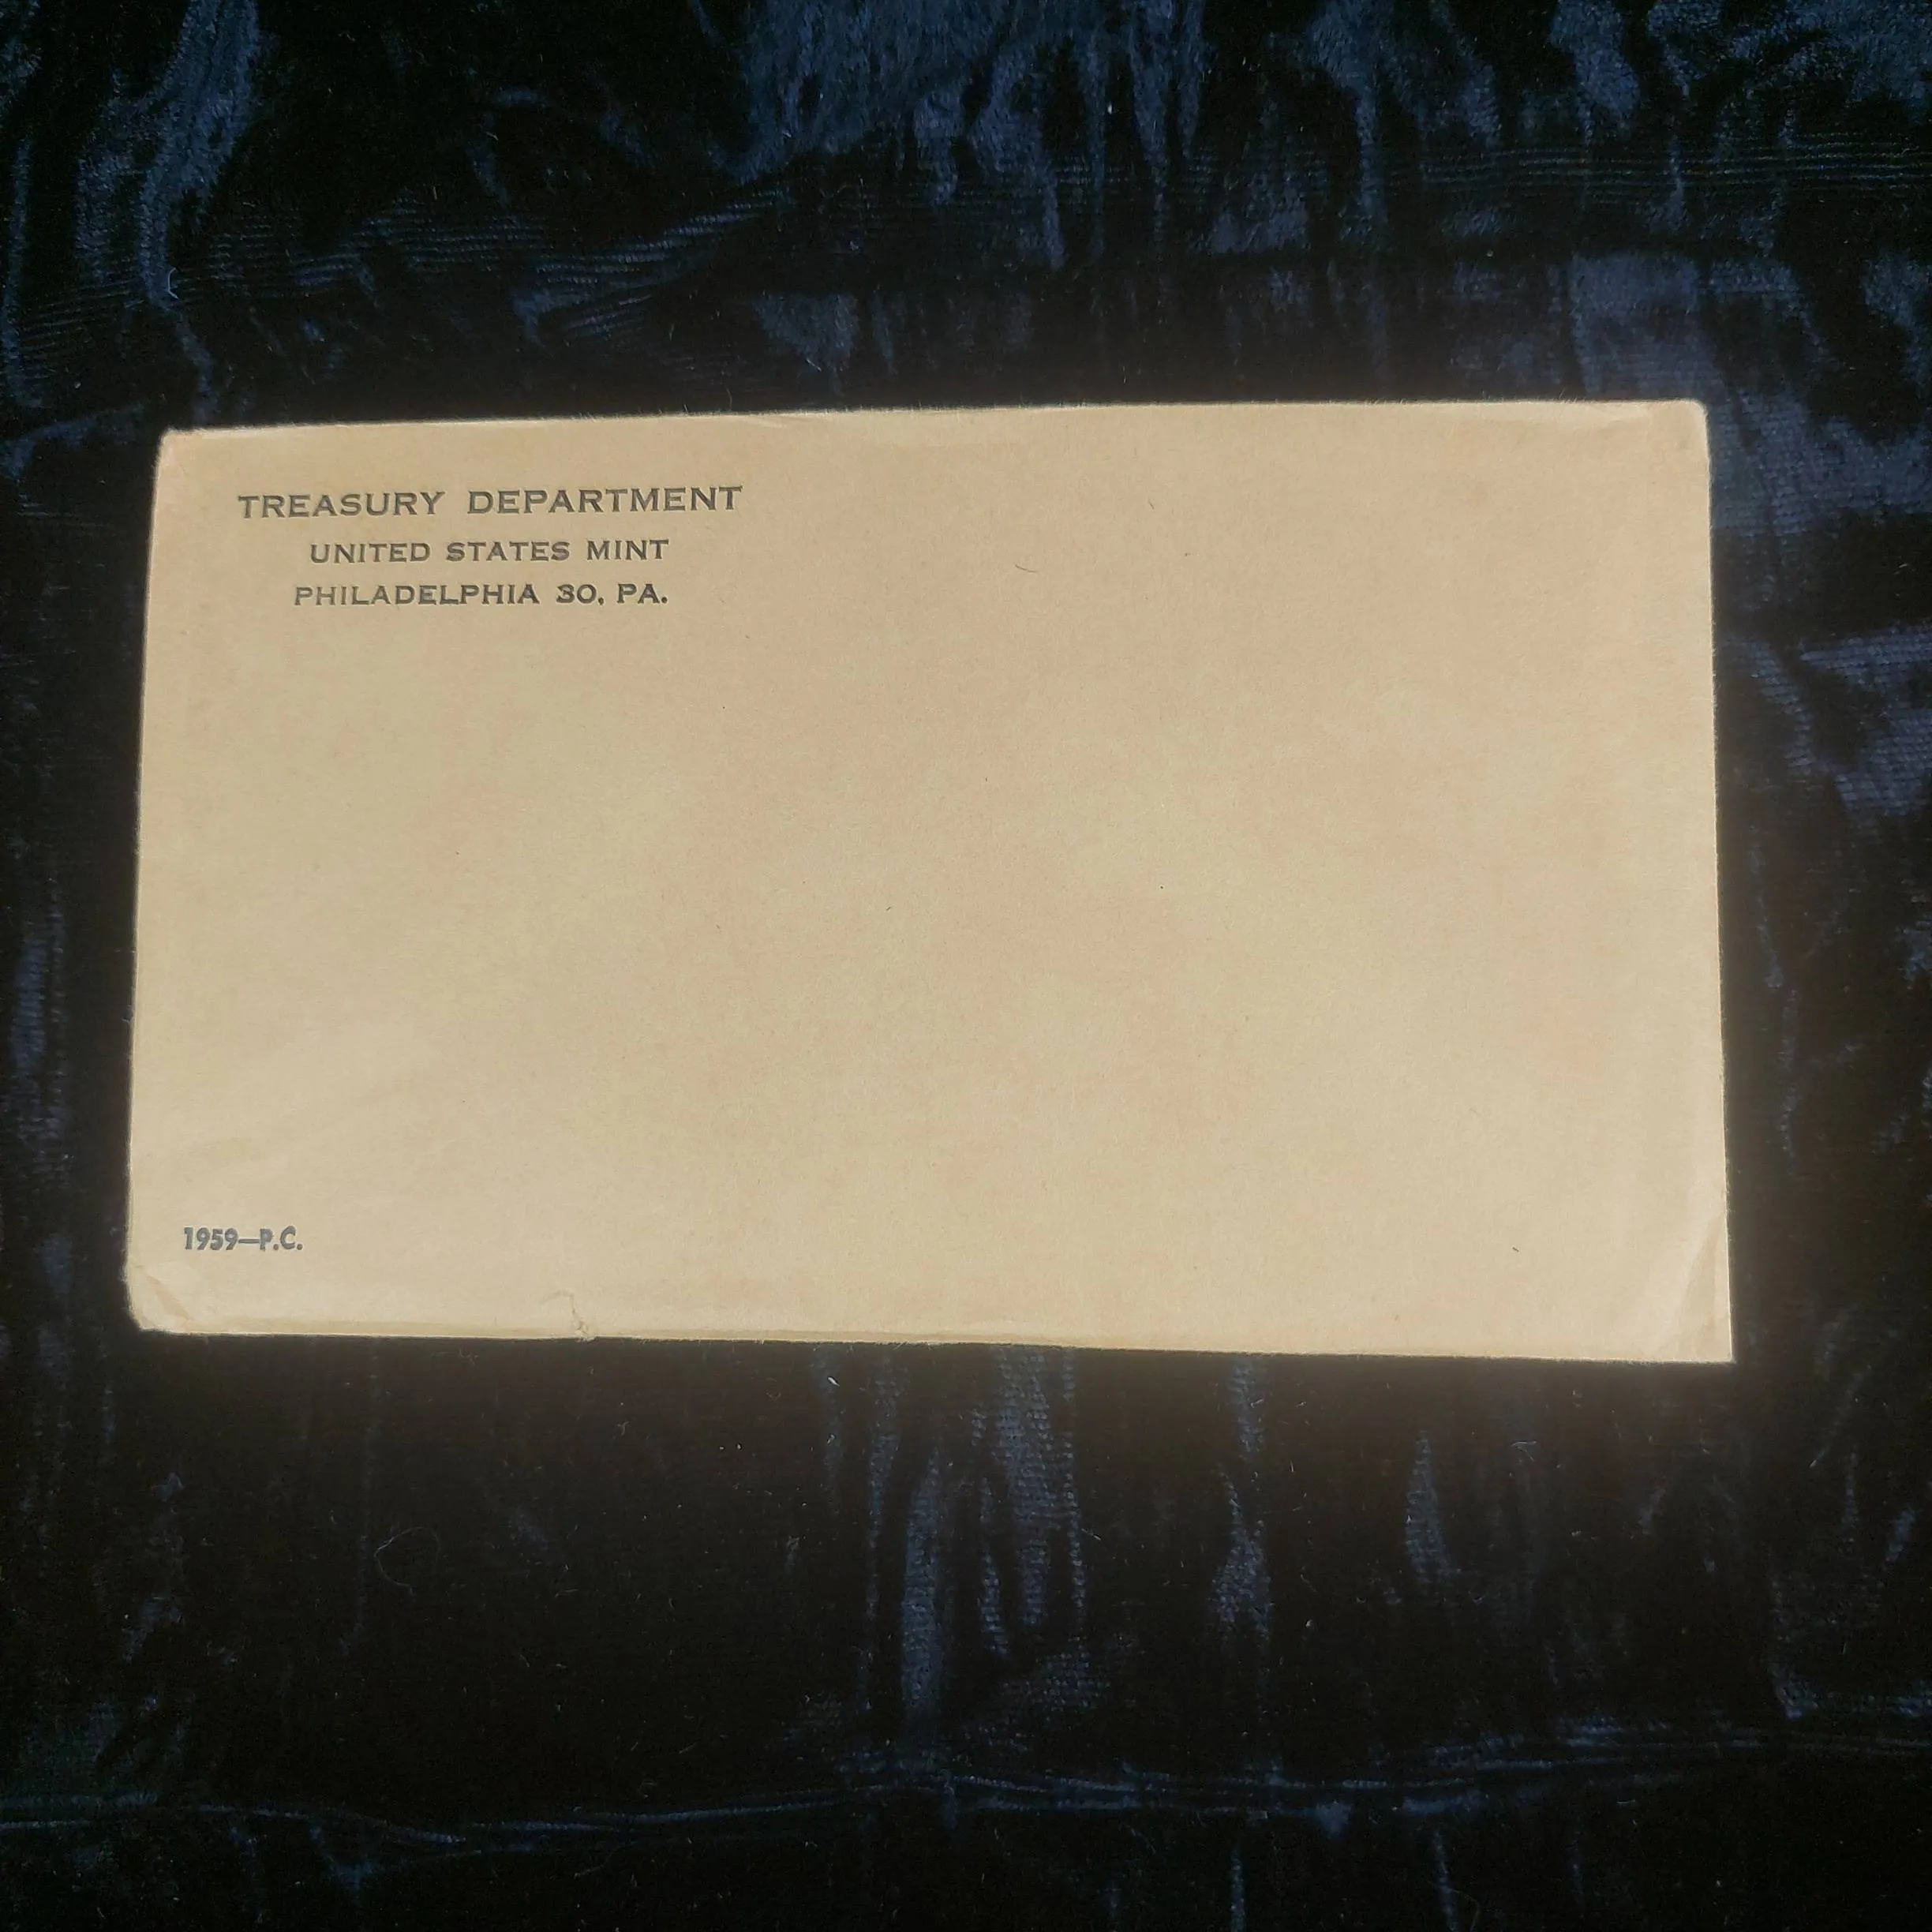 TREASURY DEPARTMENT
UNITED STATES MINT
PHILADELPHIA 30, PA.
1959—P.C.